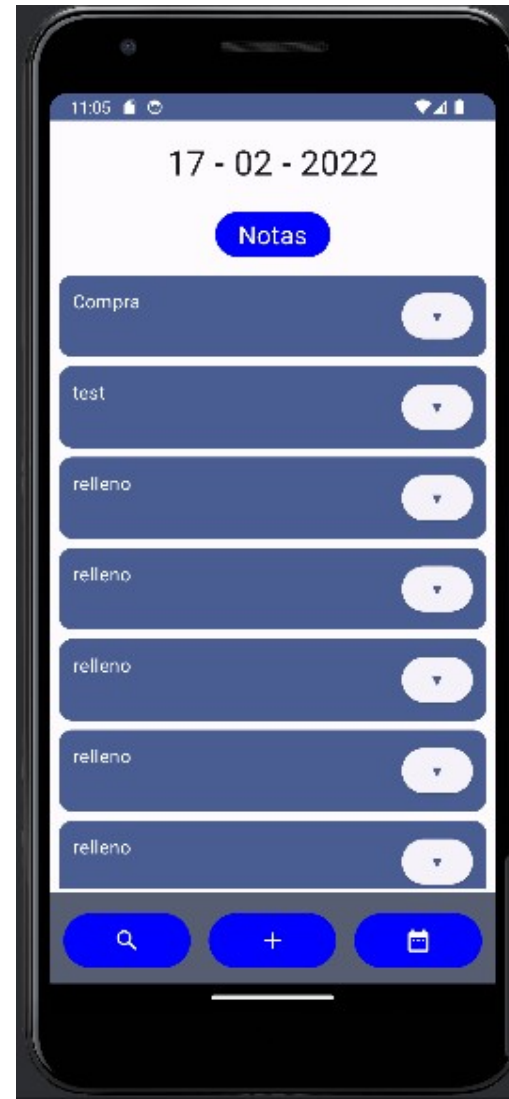 11:05
17 - 02 - 2022
Notas
Compra
test
relleno
relleno
relleno
relleno
relleno